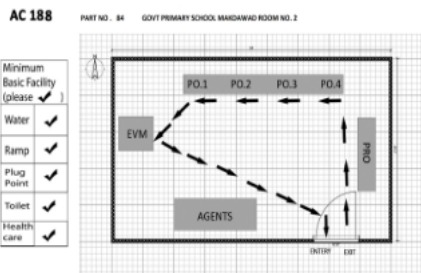 AC 188 PART NO. 84 GOVT PRIMARY SCHOOL MAKDAWAD ROOM NO. 2
Minimum
Basic Facility
(please ✔ )
Water ✔
Ramp ✔
Plug
Point ✔
Toilet ✔
Health
care ✔
PO.1 PO.2 PO.3 PO.4
EVM
PRO
AGENTS
ENTERY EXIT